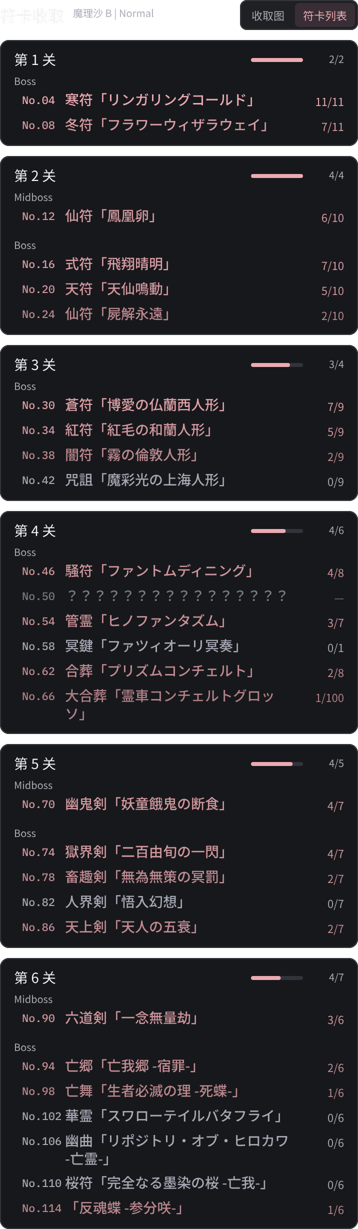 符卡收取 魔理沙 B | Normal 收取图 符卡列表
第 1 关 2/2
Boss
No.04 寒符「リンガリングコールド」 11/11
No.08 冬符「フラワーウィザラウェイ」 7/11
第 2 关 4/4
Midboss
No.12 仙符「鳳凰卵」 6/10
Boss
No.16 式符「飛翔晴明」 7/10
No.20 天符「天仙鳴動」 5/10
No.24 仙符「屍解永遠」 2/10
第 3 关 3/4
Boss
No.30 蒼符「博愛の仏蘭西人形」 7/9
No.34 紅符「紅毛の和蘭人形」 5/9
No.38 闇符「霧の倫敦人形」 2/9
No.42 咒詛「魔彩光の上海人形」 0/9
第 4 关 4/6
Boss
No.46 騒符「ファントムディニング」 4/8
No.50 ？？？？？？？？？？？？？？？？ —
No.54 管霊「ヒノファンタズム」 3/7
No.58 冥鍵「ファツィオーリ冥奏」 0/1
No.62 合葬「プリズムコンチェルト」 2/8
No.66 大合葬「霊車コンチェルトグロッ 1/100
ソ」
第 5 关 4/5
Midboss
No.70 幽鬼剣「妖童餓鬼の断食」 4/7
Boss
No.74 獄界剣「二百由旬の一閃」 4/7
No.78 畜趣剣「無為無策の冥罰」 2/7
No.82 人界剣「悟入幻想」 0/7
No.86 天上剣「天人の五衰」 2/7
第 6 关 4/7
Midboss
No.90 六道剣「一念無量劫」 3/6
Boss
No.94 亡郷「亡我郷 -宿罪-」 2/6
No.98 亡舞「生者必滅の理 -死蝶-」 1/6
No.102 華霊「スワローテイルバタフライ」 0/6
No.106 幽曲「リポジトリ・オブ・ヒロカワ 0/6
-亡霊-」
No.110 桜符「完全なる墨染の桜 -亡我-」 0/6
No.114 「反魂蝶 -参分咲-」 1/6